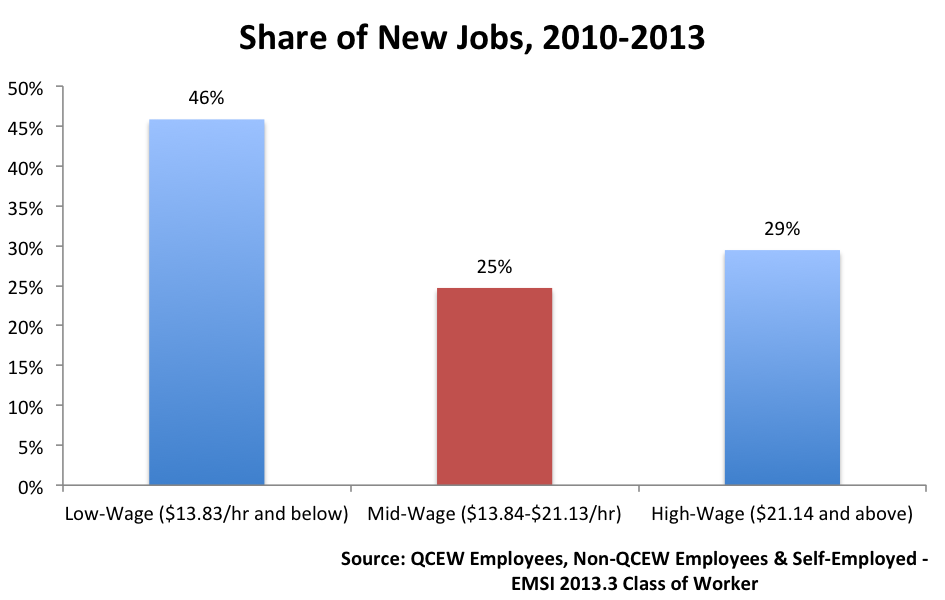 Share of New Jobs, 2010-2013
50%
45%
40%
35%
30%
25%
20%
15%
10%
5%
0%
46%
25%
29%
Low-Wage ($13.83/hr and below)
Mid-Wage ($13.84-$21.13/hr)
High-Wage ($21.14 and above)
Source: QCEW Employees, Non-QCEW Employees & Self-Employed -
EMSI 2013.3 Class of Worker